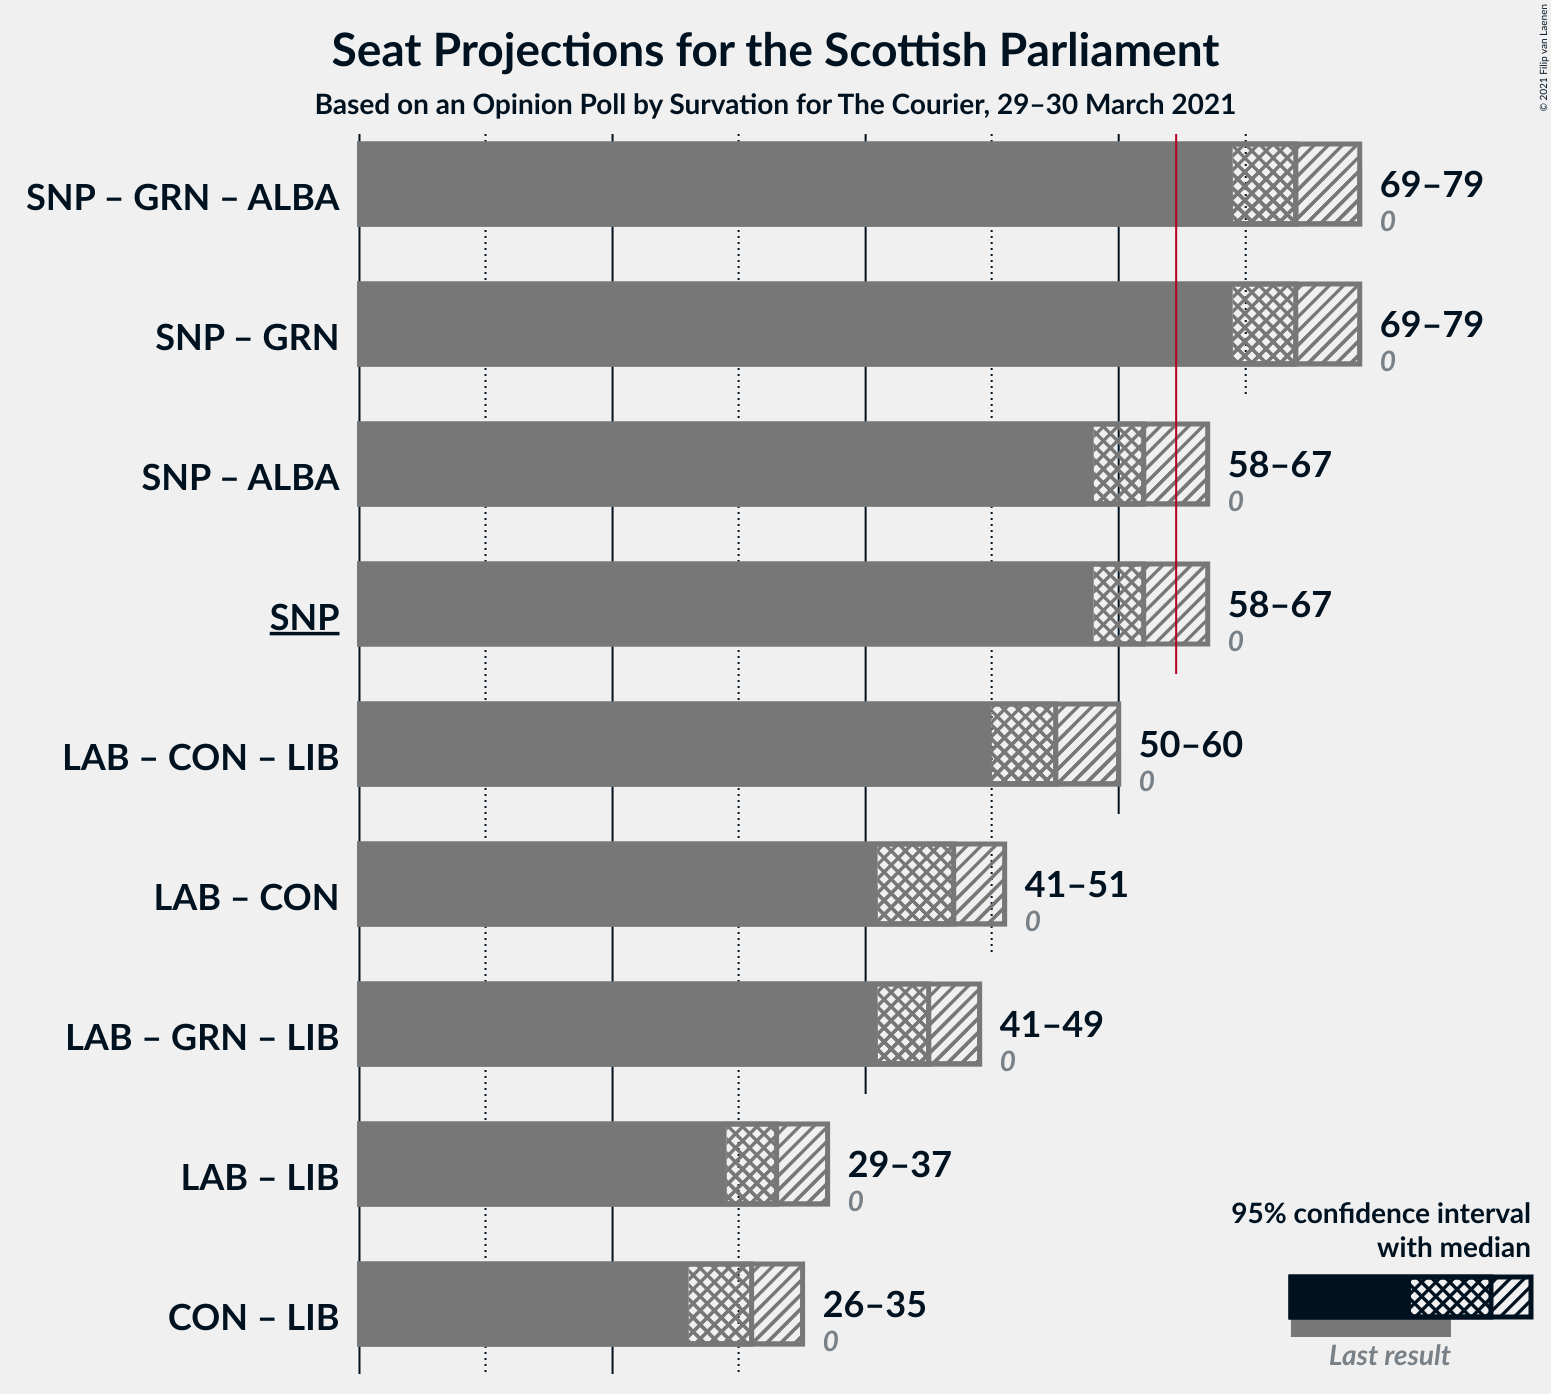 Seat Projections for the Scottish Parliament
Based on an Opinion Poll by Survation for The Courier, 29–30 March 2021
© 2021 Filip van Laenen
SNP – GRN – ALBA
69–79
0
SNP – GRN
69–79
0
SNP – ALBA
58–67
0
SNP
58–67
0
LAB – CON – LIB
50–60
0
LAB – CON
41–51
0
LAB – GRN – LIB
41–49
0
LAB – LIB
29–37
0
CON – LIB
26–35
0
95% confidence interval
with median
Last result